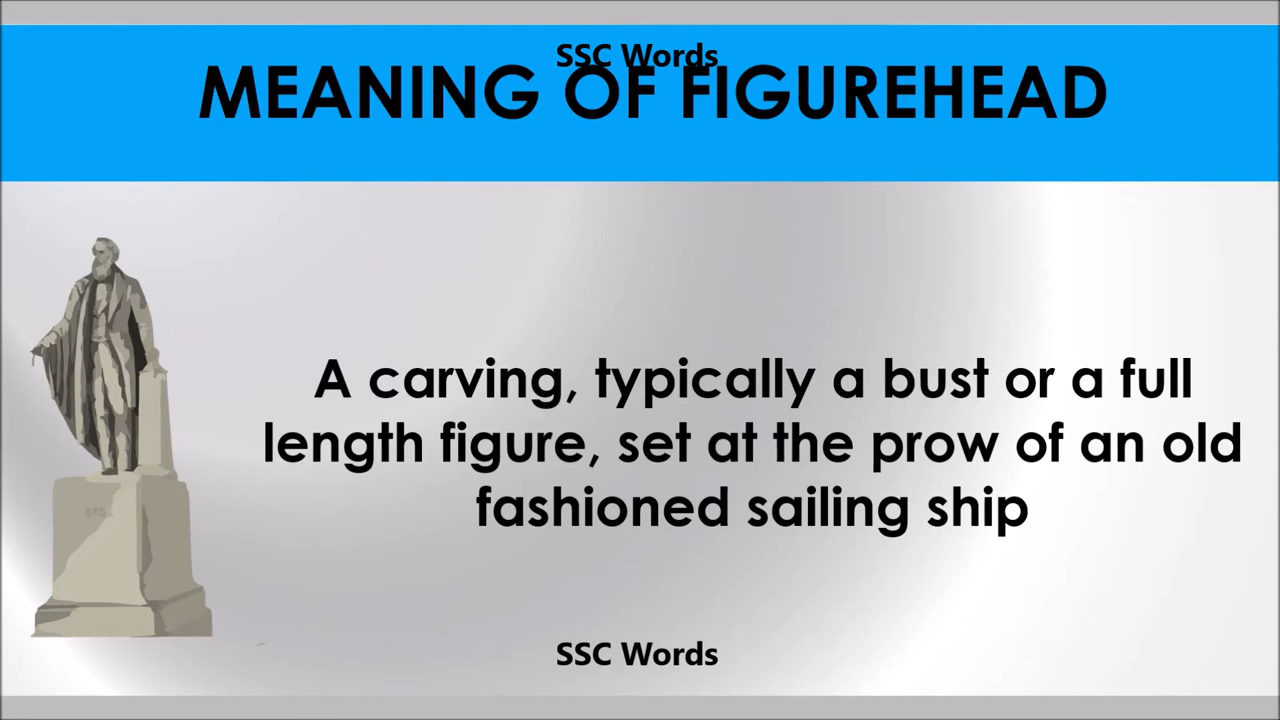 SSC Words
MEANING OF FIGUREHEAD
A carving, typically a bust or a full
length figure, set at the prow of an old
fashioned sailing ship
SSC Words